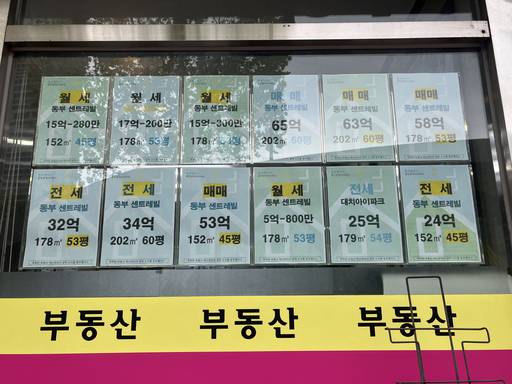 월세
동부 센트레빌
15억-280만
152㎡ 45평
월세
동부 센트레빌
17억-200만
178㎡ 53평
월세
동부 센트레빌
15억-300만
178㎡ 54평
매매
동부 센트레빌
65억
202㎡ 60평
매매
동부 센트레빌
63억
202㎡ 60평
매매
동부 센트레빌
58억
178㎡ 53평
전세
동부 센트레빌
32억
178㎡ 53평
전세
동부 센트레빌
34억
202㎡ 60평
매매
동부 센트레빌
53억
152㎡ 45평
월세
동부 센트레빌
5억-800만
178㎡ 53평
전세
대치아이파크
25억
179㎡ 54평
전세
동부 센트레빌
24억
152㎡ 45평
부동산 부동산 부동산